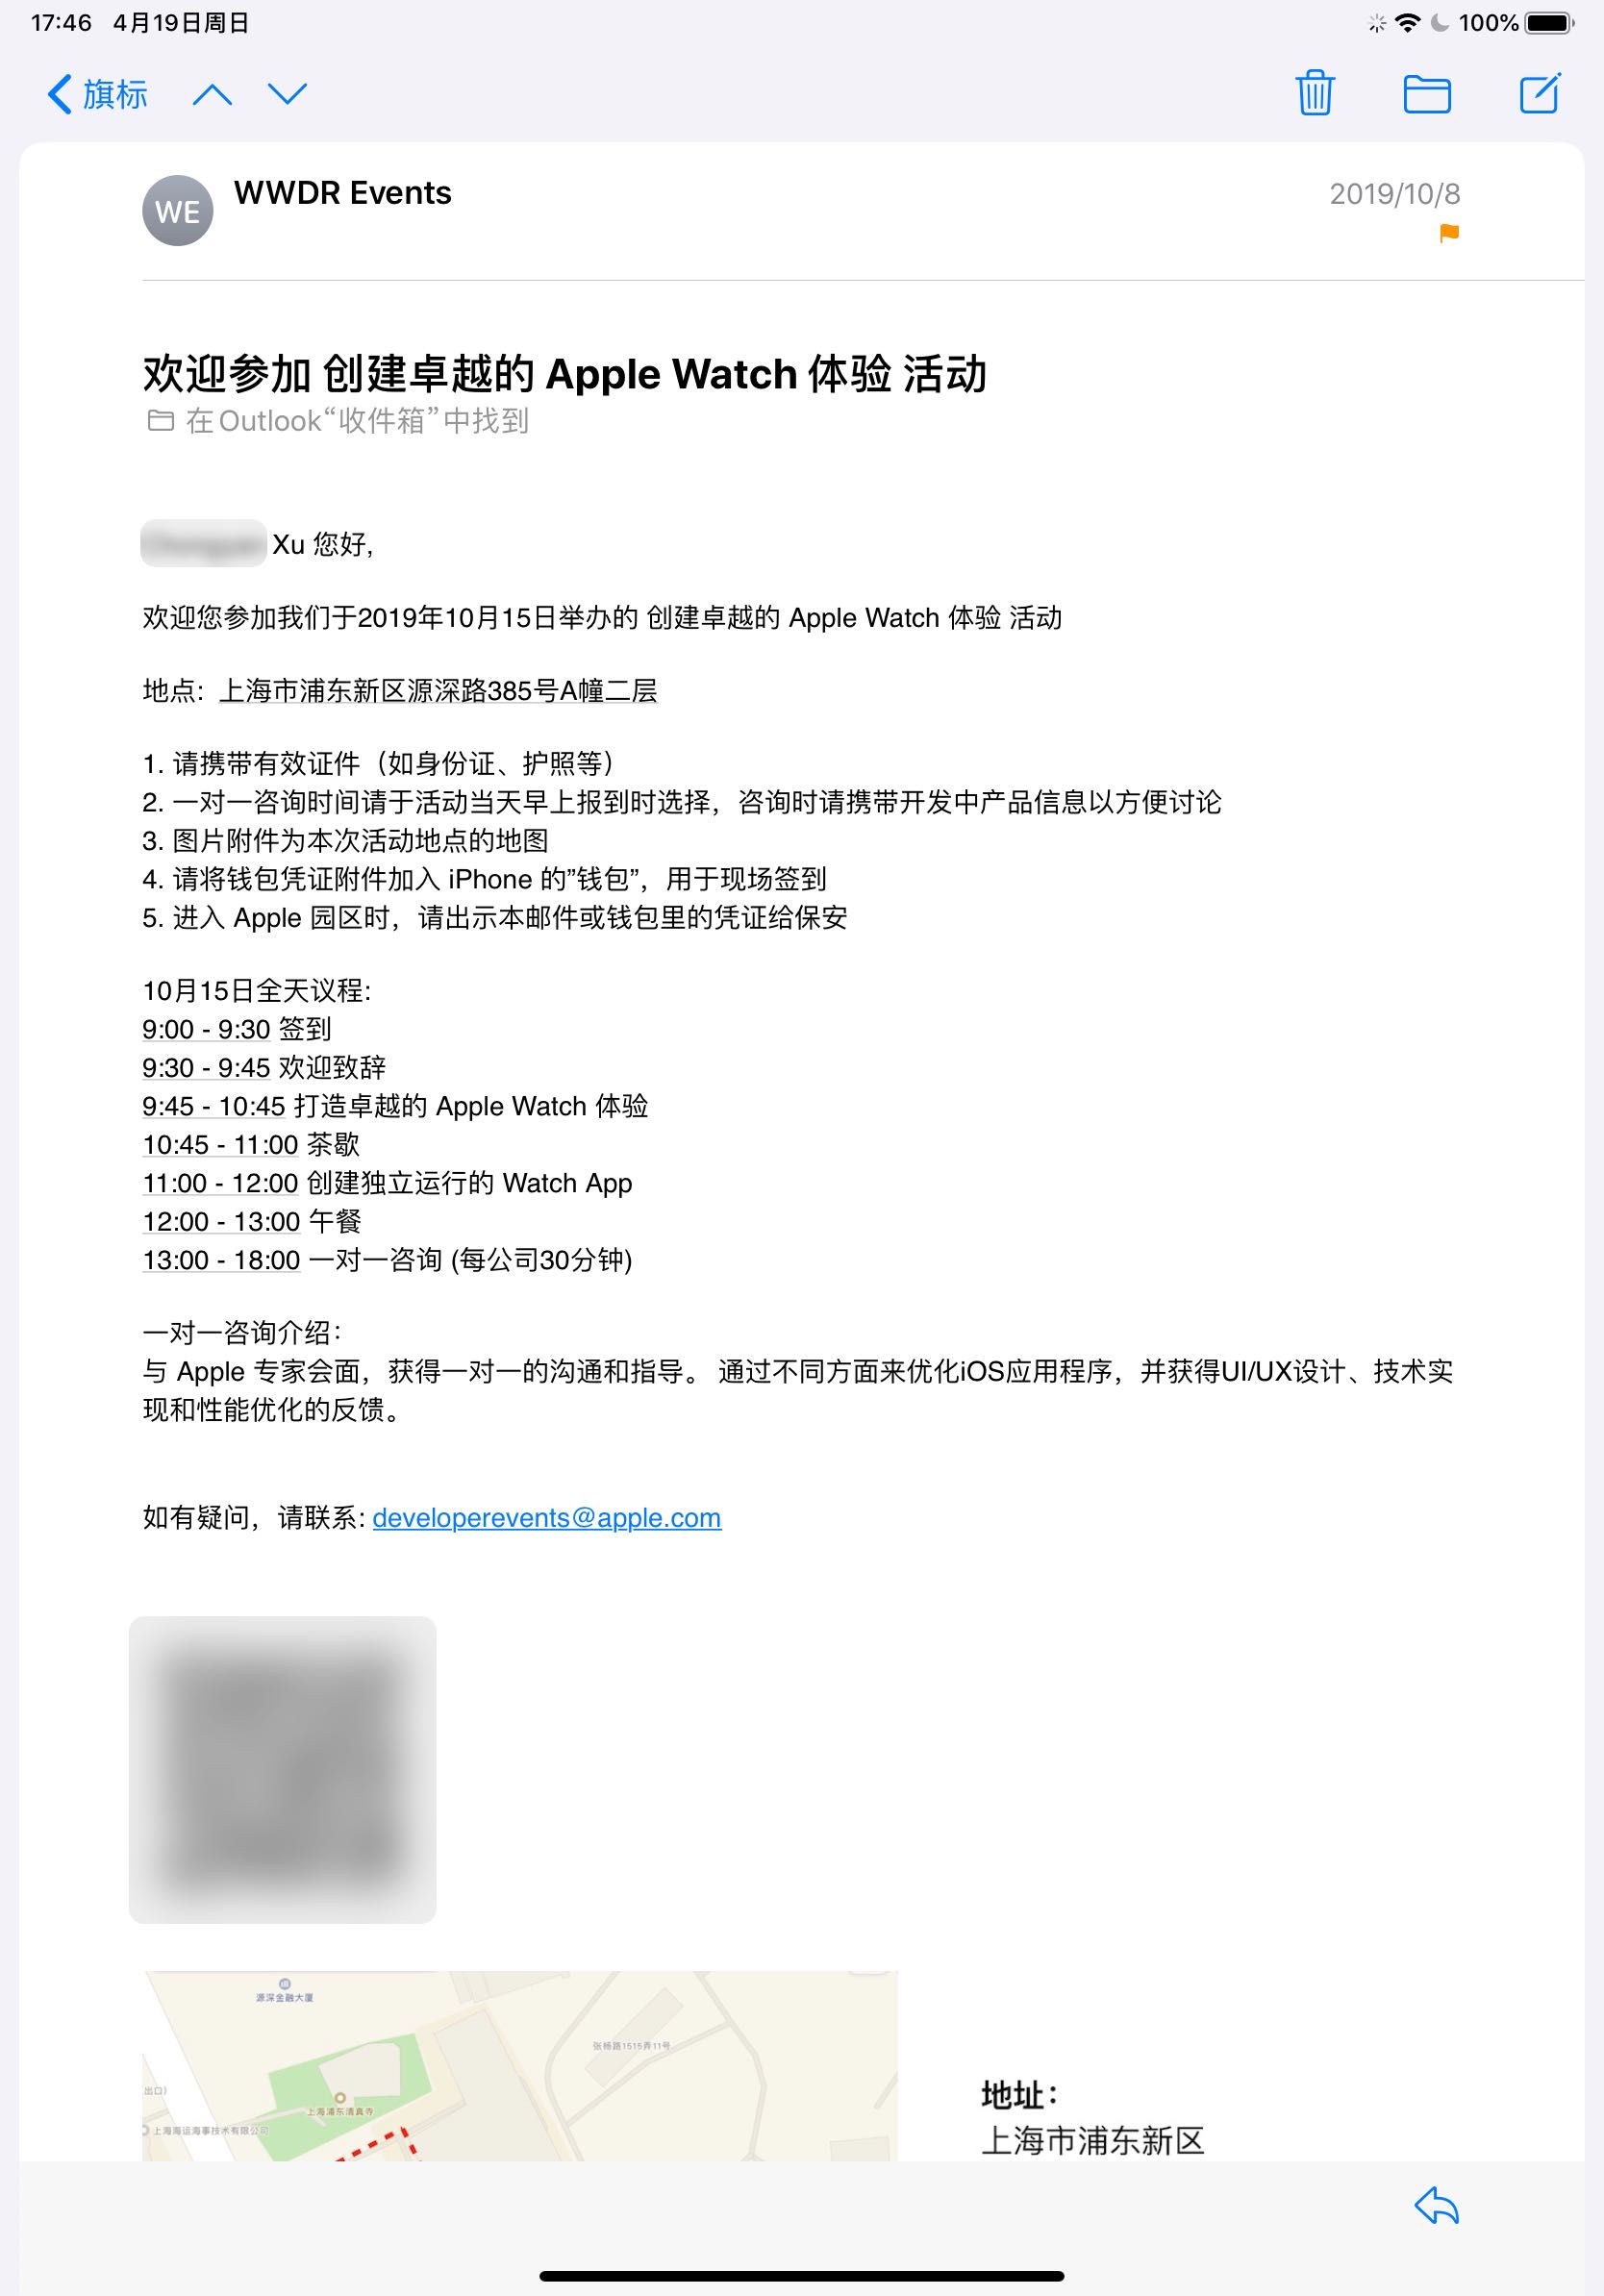 17:46 4月19日周日
100%
旗标
WE
WWDR Events
2019/10/8
欢迎参加 创建卓越的 Apple Watch 体验 活动
在Outlook“收件箱”中找到
Xu 您好,
欢迎您参加我们于2019年10月15日举办的 创建卓越的 Apple Watch 体验 活动
地点: 上海市浦东新区源深路385号A幢二层
1. 请携带有效证件（如身份证、护照等）
2. 一对一咨询时间请于活动当天早上报到时选择，咨询时请携带开发中产品信息以方便讨论
3. 图片附件为本次活动地点的地图
4. 请将钱包凭证附件加入 iPhone 的”钱包”，用于现场签到
5. 进入 Apple 园区时，请出示本邮件或钱包里的凭证给保安
10月15日全天议程:
9:00 - 9:30 签到
9:30 - 9:45 欢迎致辞
9:45 - 10:45 打造卓越的 Apple Watch 体验
10:45 - 11:00 茶歇
11:00 - 12:00 创建独立运行的 Watch App
12:00 - 13:00 午餐
13:00 - 18:00 一对一咨询 (每公司30分钟)
一对一咨询介绍：
与 Apple 专家会面，获得一对一的沟通和指导。 通过不同方面来优化iOS应用程序，并获得UI/UX设计、技术实
现和性能优化的反馈。
如有疑问，请联系: developerevents@apple.com
源深金融大厦
张杨路1515弄11号
出口)
上海浦东清真寺
上海海运海事技术有限公司
地址：
上海市浦东新区